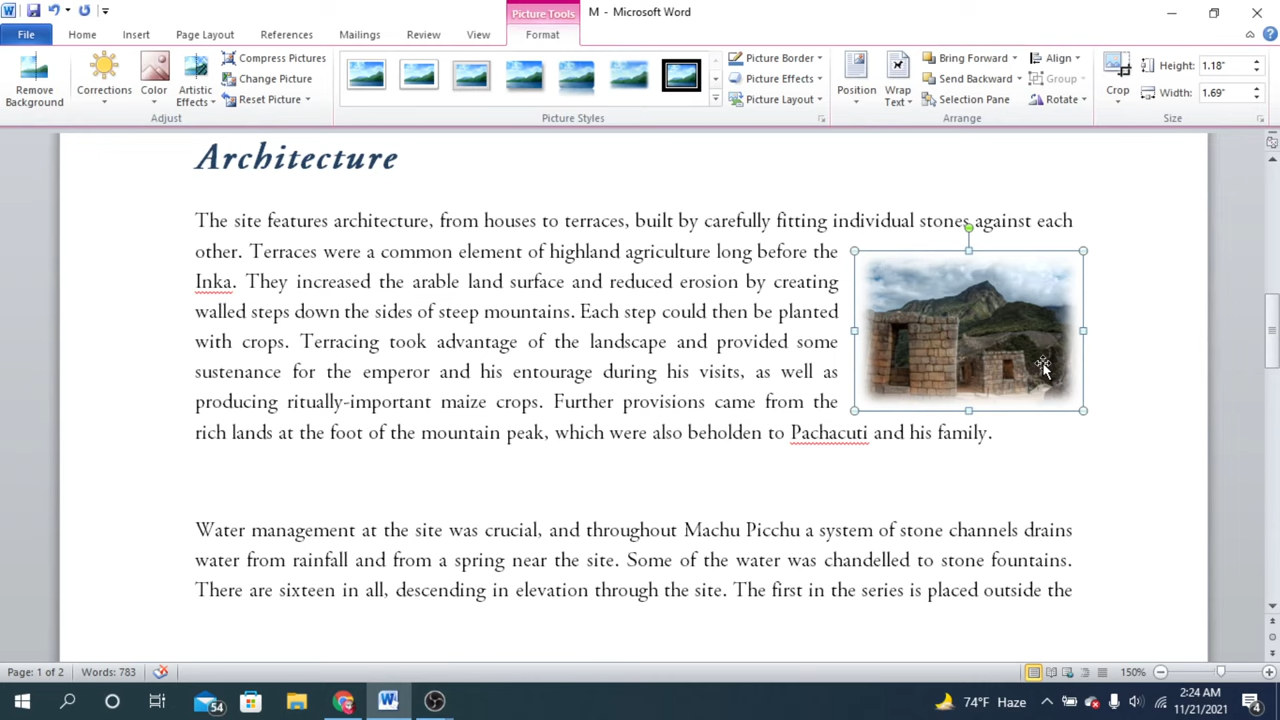 Picture Tools
M - Microsoft Word
File Home Insert Page Layout References Mailings Review View Format
Remove Background
Corrections
Color
Artistic Effects
Compress Pictures
Change Picture
Reset Picture
Adjust
Picture Styles
Picture Border
Picture Effects
Picture Layout
Position
Wrap Text
Bring Forward
Send Backward
Selection Pane
Align
Group
Rotate
Arrange
Crop
Height: 1.18"
Width: 1.69"
Size
Architecture
The site features architecture, from houses to terraces, built by carefully fitting individual stones against each
other. Terraces were a common element of highland agriculture long before the
Inka. They increased the arable land surface and reduced erosion by creating
walled steps down the sides of steep mountains. Each step could then be planted
with crops. Terracing took advantage of the landscape and provided some
sustenance for the emperor and his entourage during his visits, as well as
producing ritually-important maize crops. Further provisions came from the
rich lands at the foot of the mountain peak, which were also beholden to Pachacuti and his family.
Water management at the site was crucial, and throughout Machu Picchu a system of stone channels drains
water from rainfall and from a spring near the site. Some of the water was chandelled to stone fountains.
There are sixteen in all, descending in elevation through the site. The first in the series is placed outside the
Page: 1 of 2 Words: 783 150%
54 74°F Haze 2:24 AM
11/21/2021 4